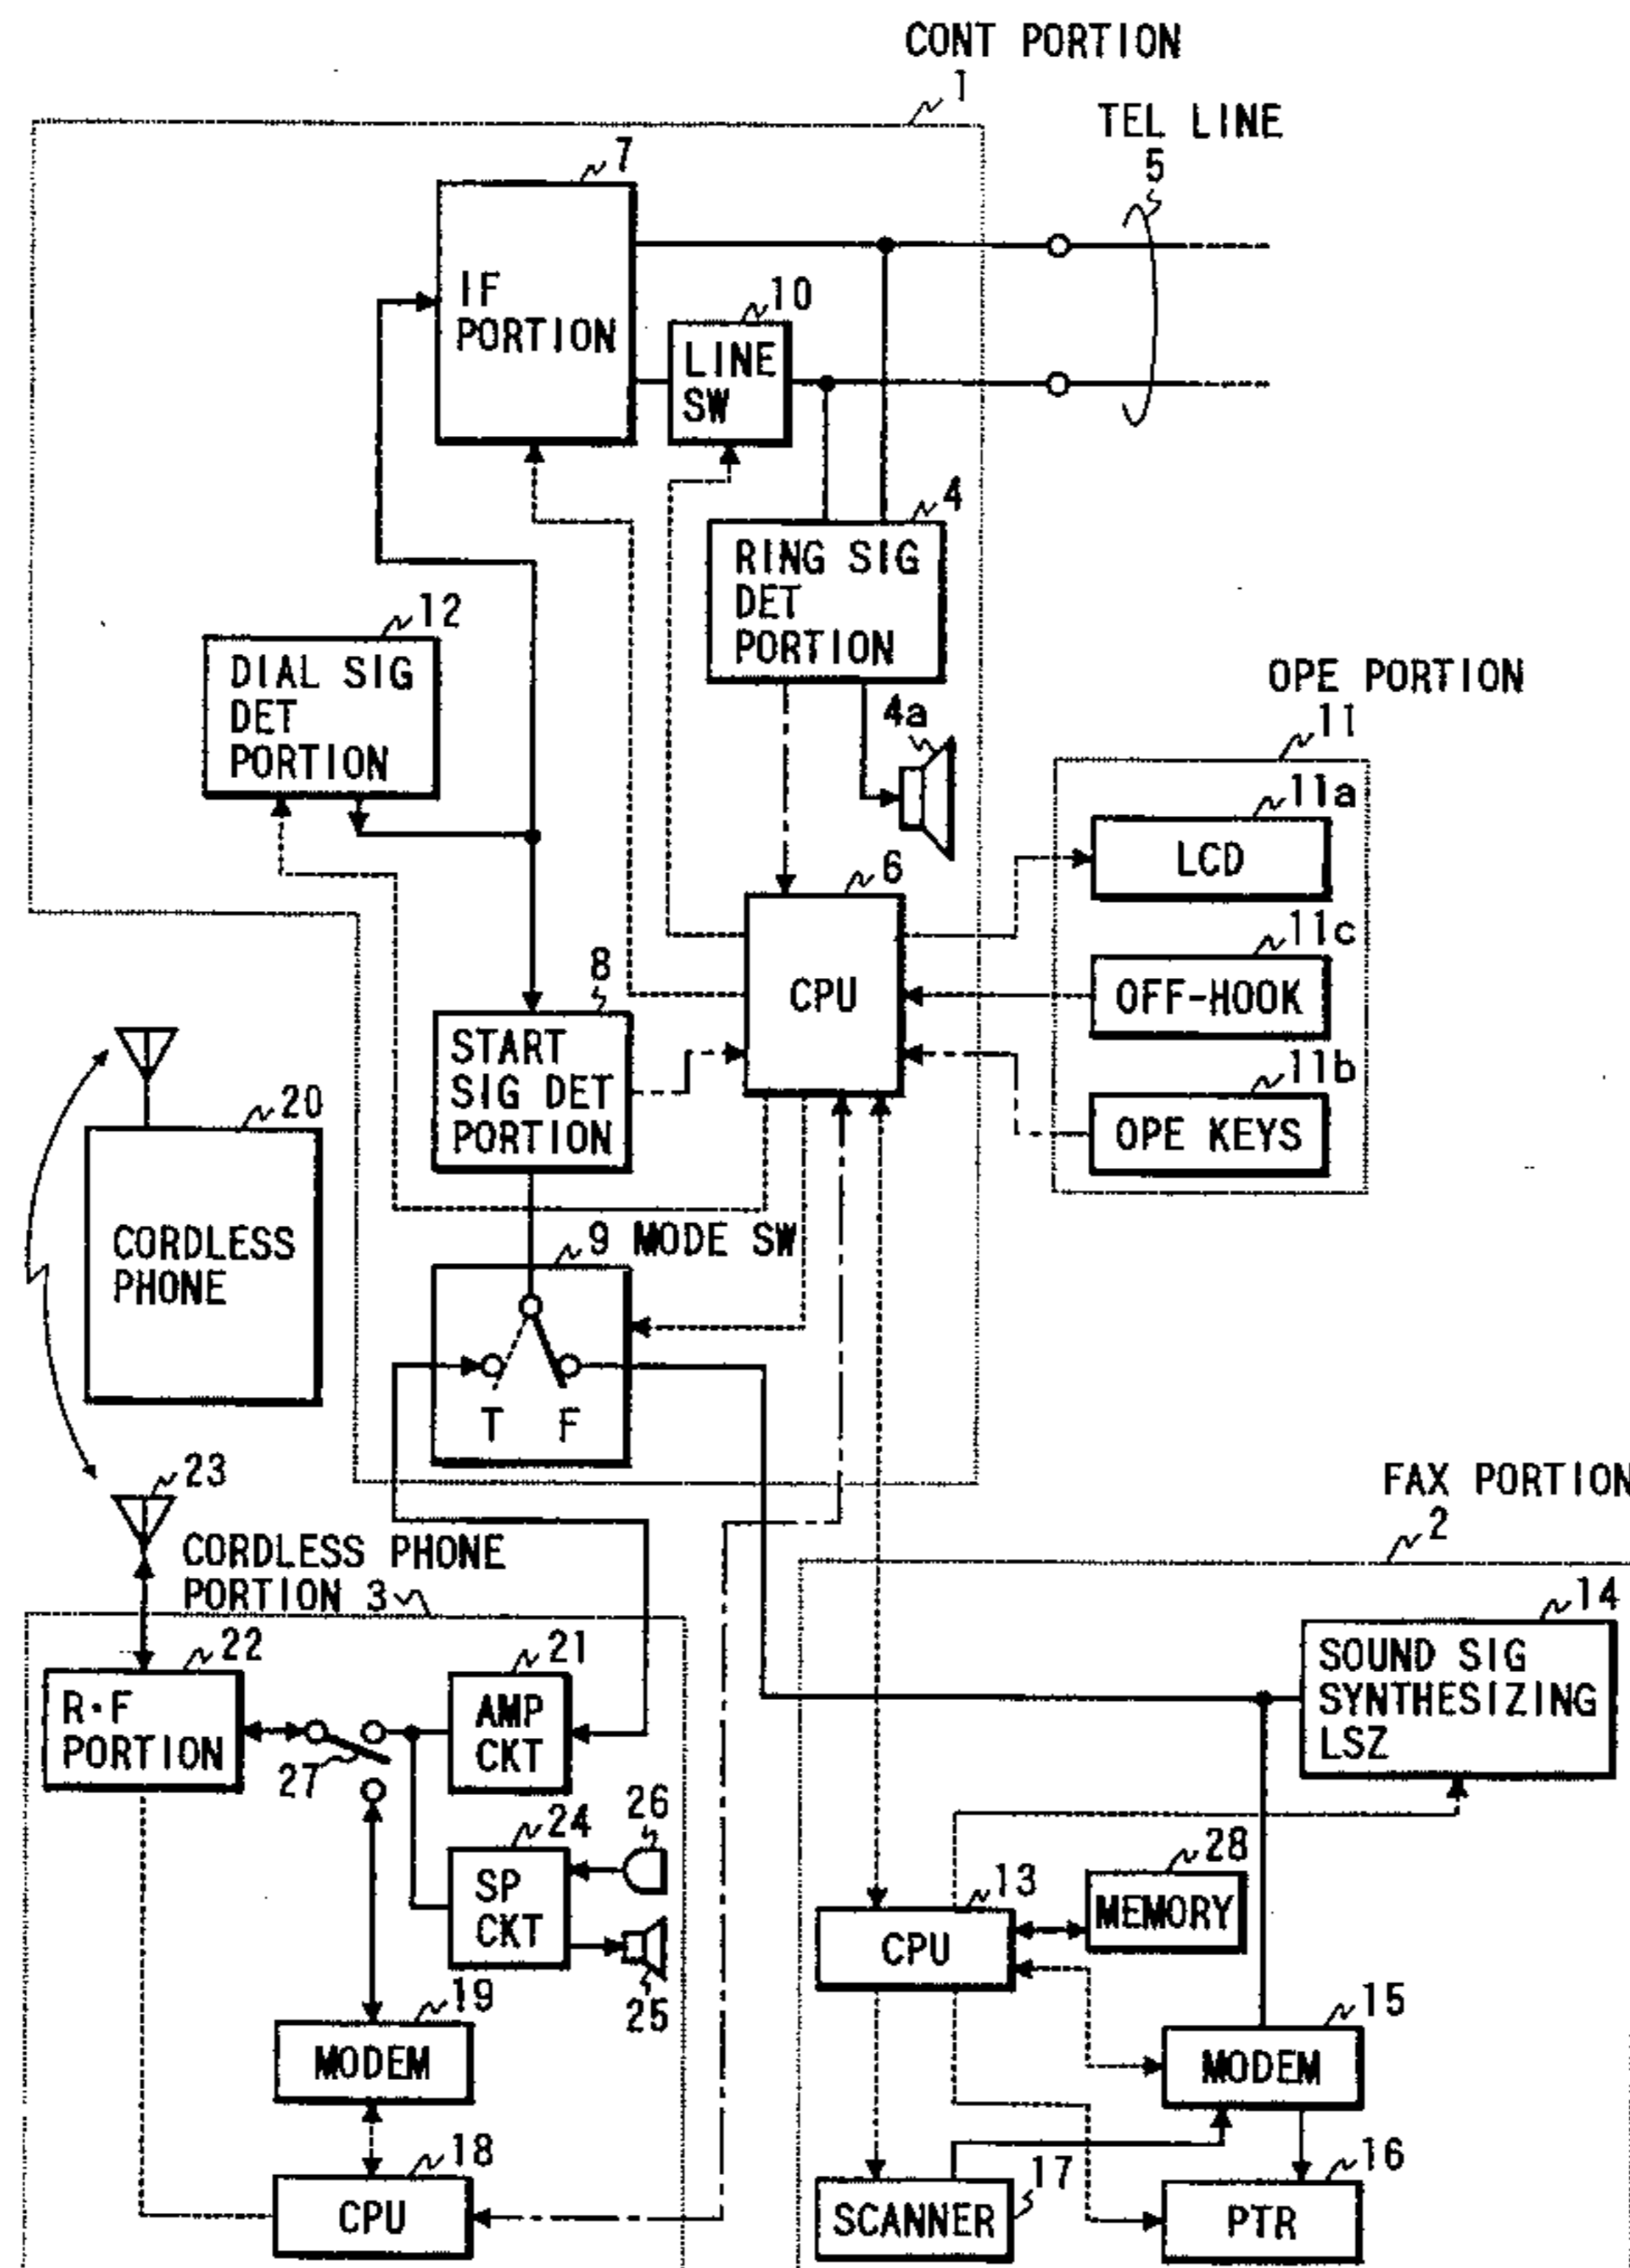 CONT PORTION
1
TEL LINE
5
7
IF
PORTION
10
LINE
SW
4
RING SIG
DET
PORTION
4a
12
DIAL SIG
DET
PORTION
OPE PORTION
11
11a
LCD
11c
OFF-HOOK
11b
OPE KEYS
6
CPU
8
START
SIG DET
PORTION
20
CORDLESS
PHONE
9 MODE SW
T F
23
CORDLESS PHONE
PORTION 3
FAX PORTION
2
22
R·F
PORTION
27
21
AMP
CKT
24
SP
CKT
26
25
19
MODEM
18
CPU
14
SOUND SIG
SYNTHESIZING
LSZ
28
MEMORY
13
CPU
15
MODEM
17
SCANNER
16
PTR